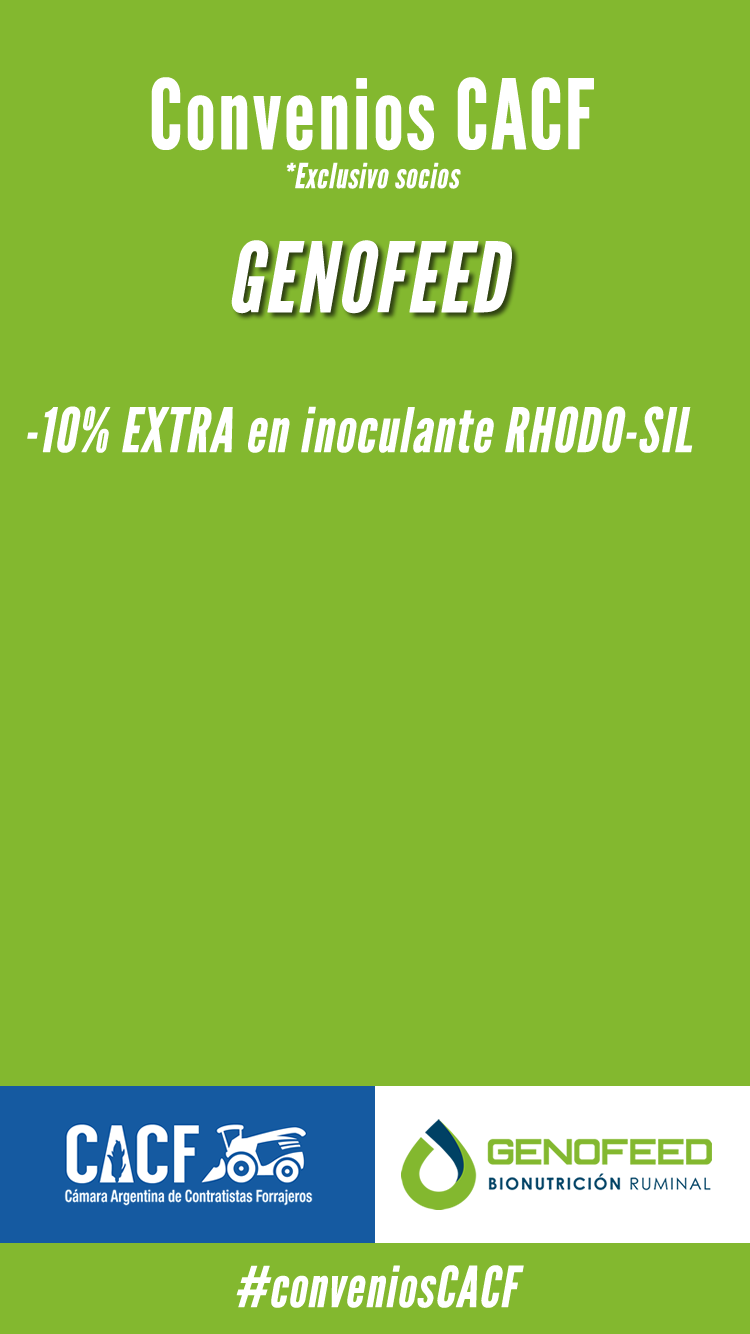 Convenios CACF
*Exclusivo socios
GENOFEED
-10% EXTRA en inoculante RHODO-SIL
CACF
Cámara Argentina de Contratistas Forrajeros
GENOFEED
BIONUTRICIÓN RUMINAL
#conveniosCACF